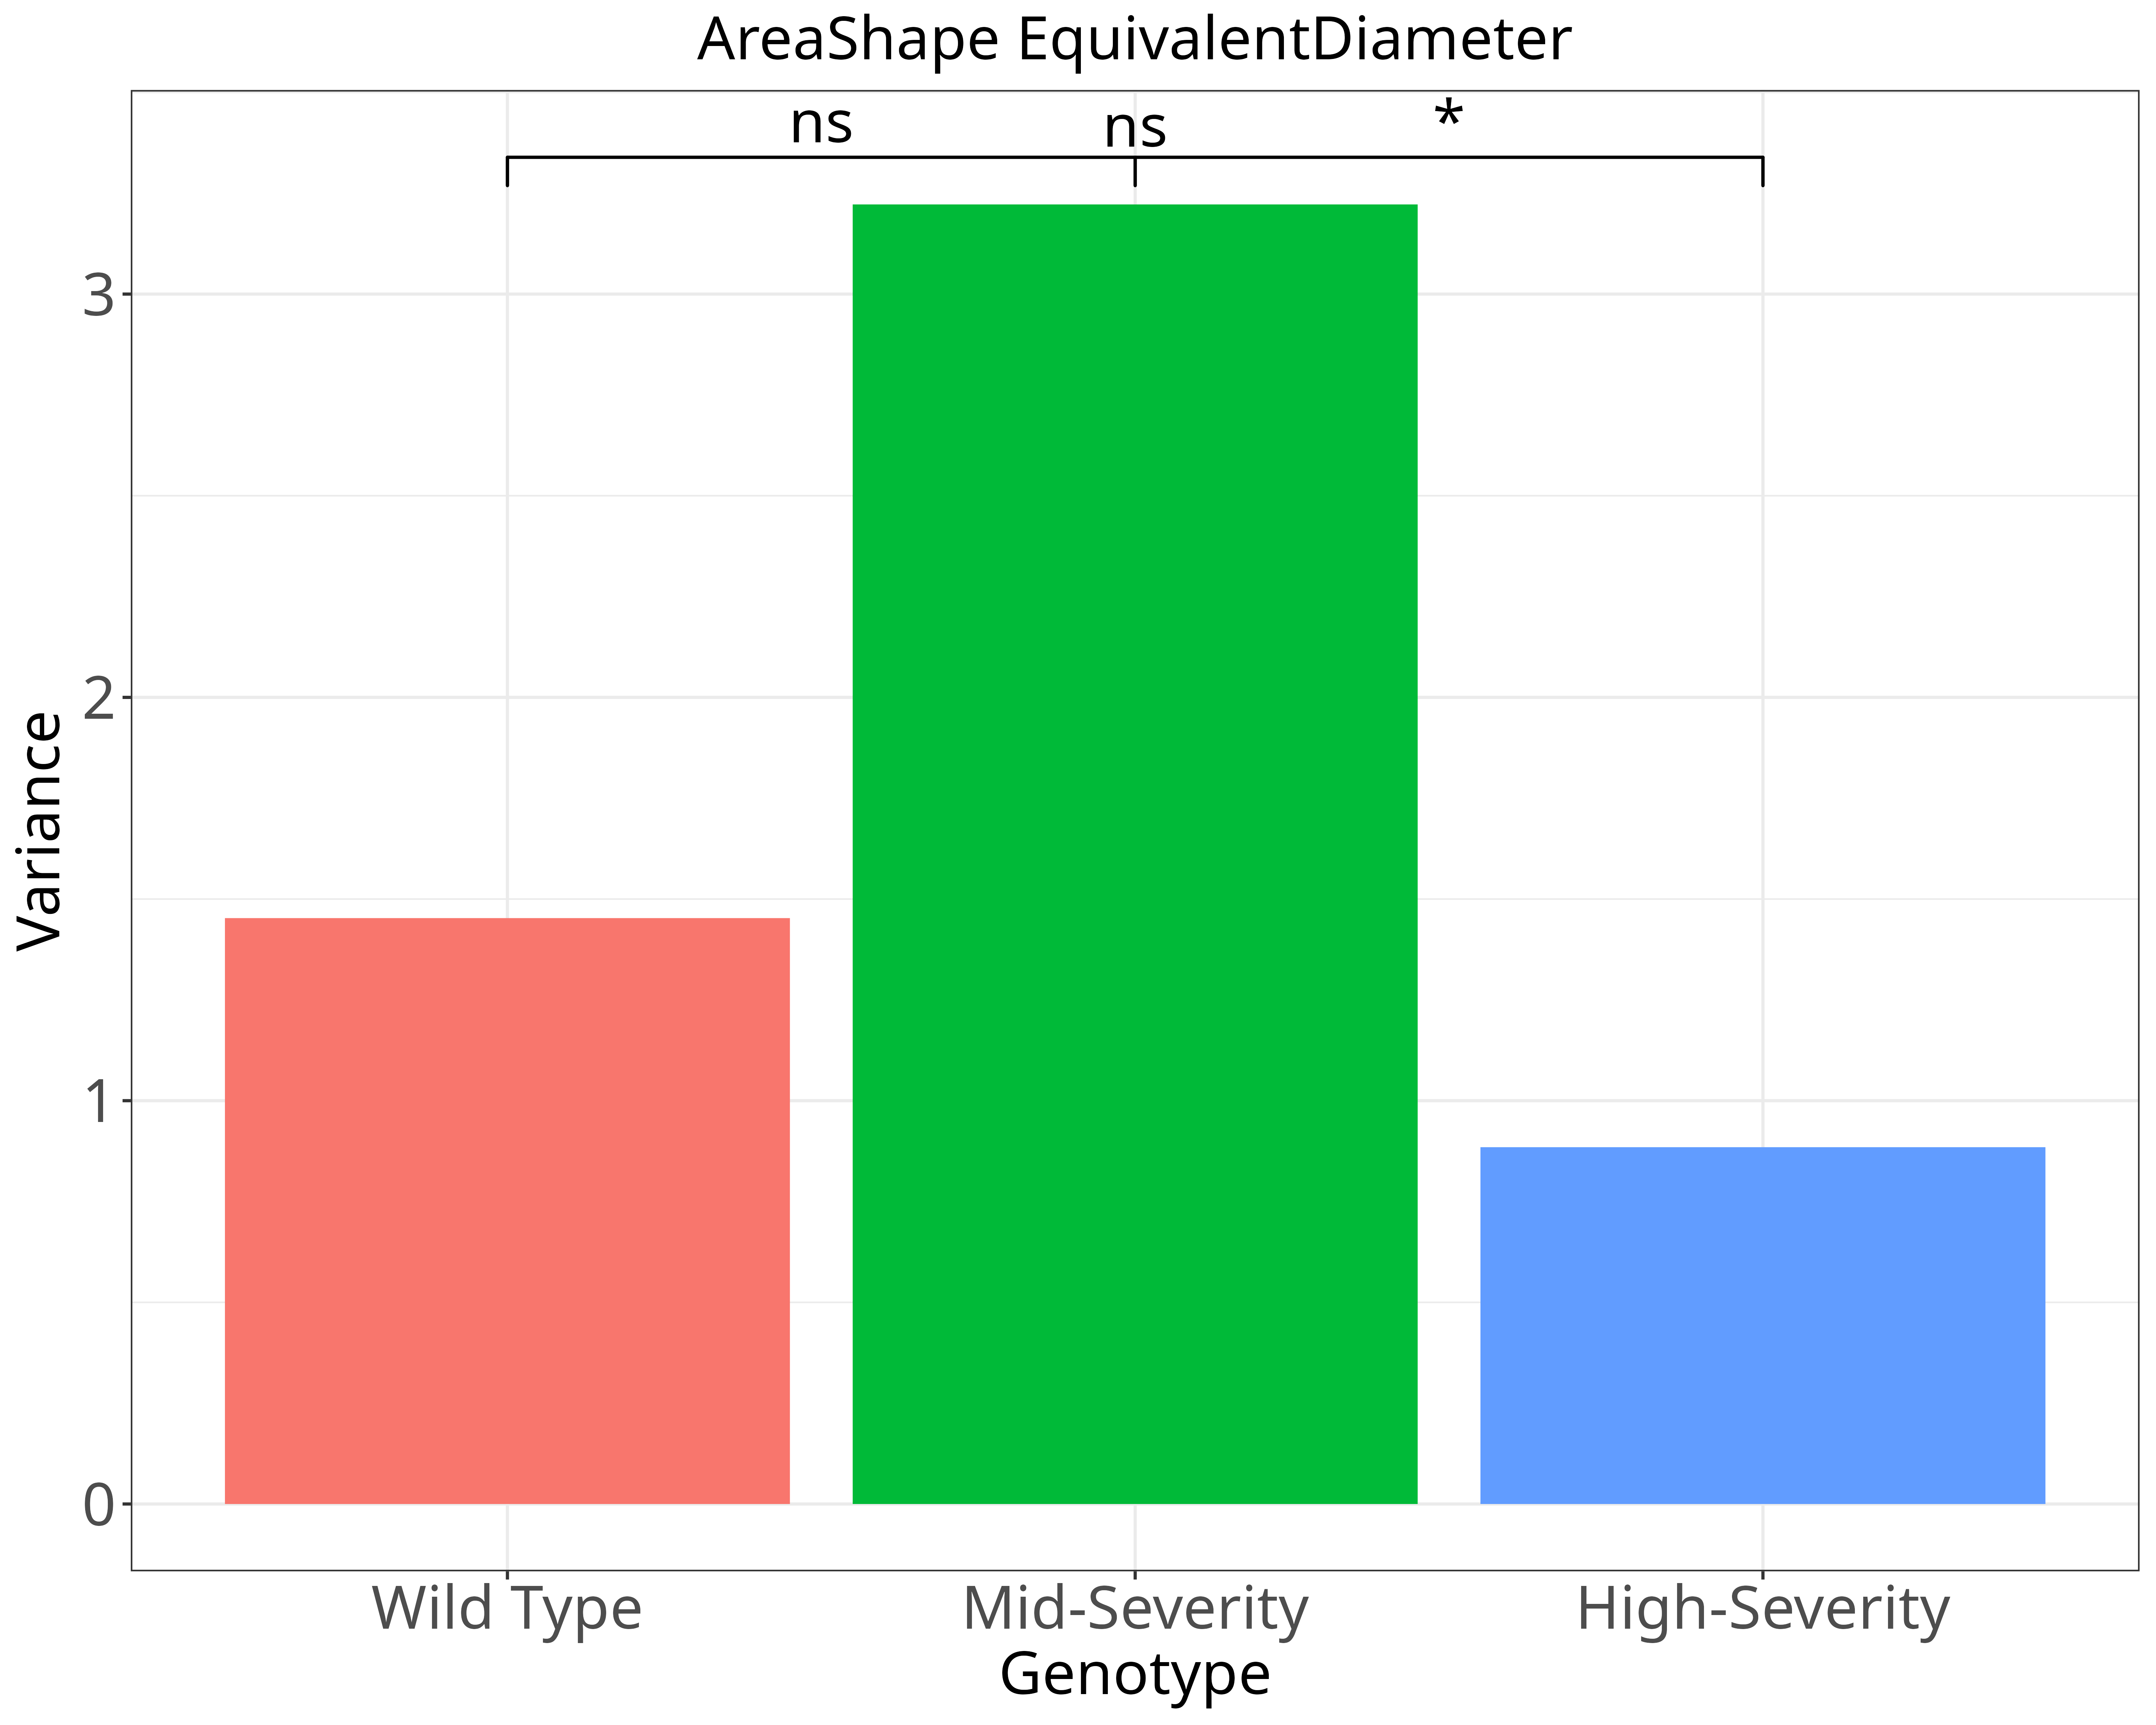 AreaShape EquivalentDiameter
ns ns *
3
2
1
0
Variance
Wild Type Mid-Severity High-Severity
Genotype